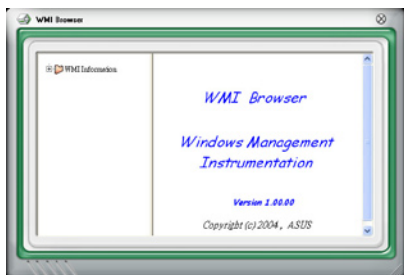 WMI Browser
WMI Information
WMI Browser
Windows Management
Instrumentation
Version 1.00.00
Copyright (c) 2004, ASUS